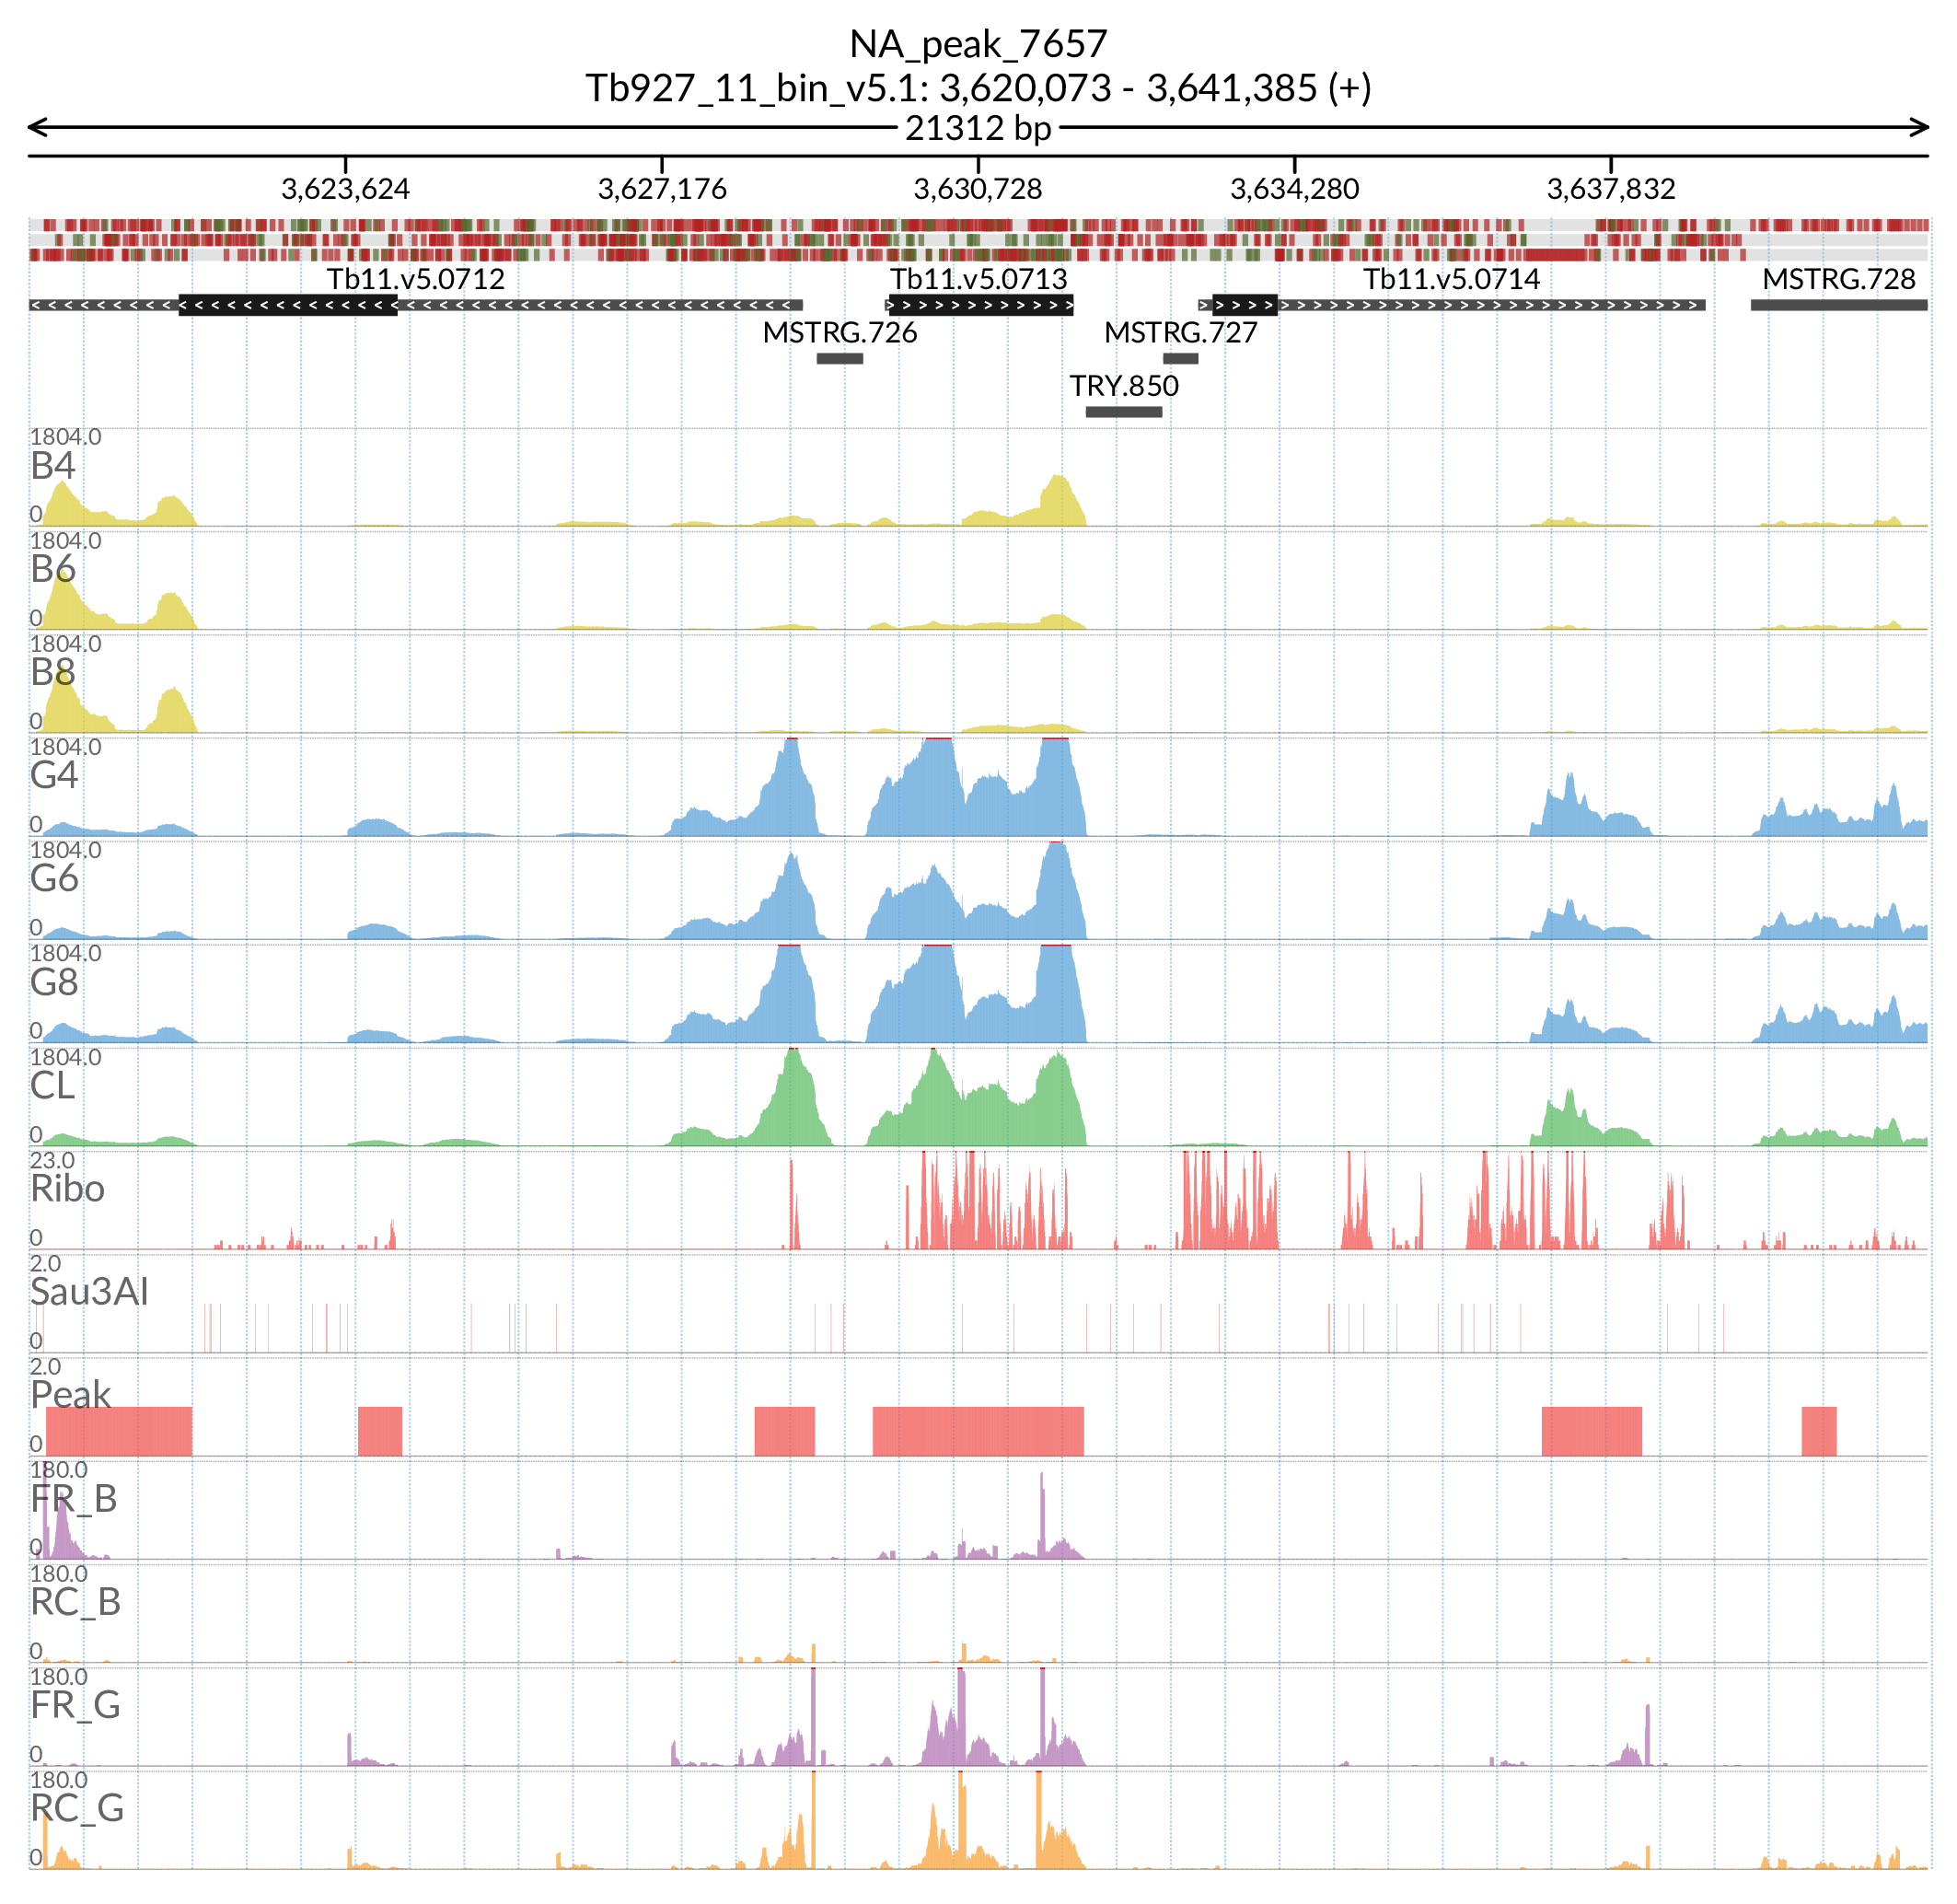 NA_peak_7657
Tb927_11_bin_v5.1: 3,620,073 - 3,641,385 (+)
21312 bp
3,623,624 3,627,176 3,630,728 3,634,280 3,637,832
Tb11.v5.0712 Tb11.v5.0713 Tb11.v5.0714 MSTRG.728
MSTRG.726 MSTRG.727
TRY.850
1804.0
B4
0
1804.0
B6
0
1804.0
B8
0
1804.0
G4
0
1804.0
G6
0
1804.0
G8
0
1804.0
CL
0
23.0
Ribo
0
2.0
Sau3AI
0
2.0
Peak
0
180.0
FR_B
0
180.0
RC_B
0
180.0
FR_G
0
180.0
RC_G
0